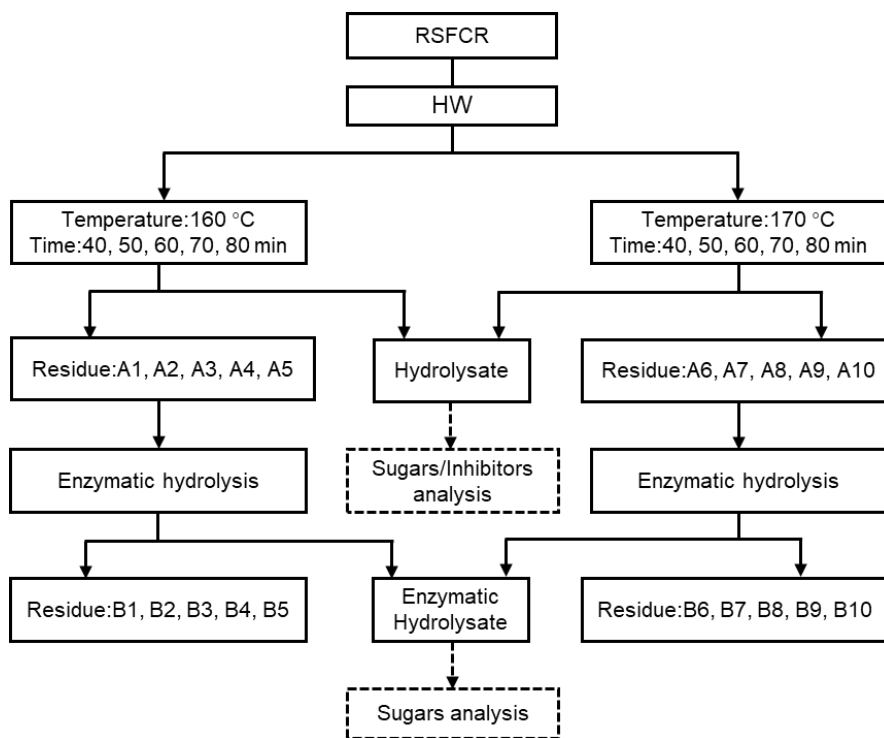 RSFCR
HW
Temperature:160 °C
Time:40, 50, 60, 70, 80 min
Temperature:170 °C
Time:40, 50, 60, 70, 80 min
Residue:A1, A2, A3, A4, A5
Hydrolysate
Residue:A6, A7, A8, A9, A10
Enzymatic hydrolysis
Sugars/Inhibitors
analysis
Enzymatic hydrolysis
Residue:B1, B2, B3, B4, B5
Enzymatic
Hydrolysate
Residue:B6, B7, B8, B9, B10
Sugars analysis